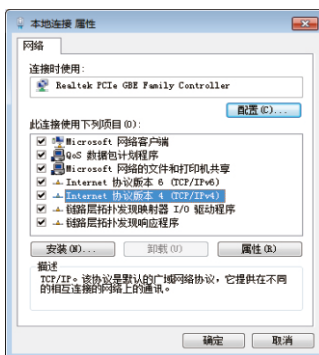 本地连接 属性
网络
连接时使用:
Realtek PCIe GBE Family Controller
配置(C)...
此连接使用下列项目(O):
Microsoft 网络客户端
QoS 数据包计划程序
Microsoft 网络的文件和打印机共享
Internet 协议版本 6 (TCP/IPv6)
Internet 协议版本 4 (TCP/IPv4)
链路层拓扑发现映射器 I/O 驱动程序
链路层拓扑发现响应程序
安装(N)... 卸载(U) 属性(R)
描述
TCP/IP。该协议是默认的广域网络协议，它提供在不同
的相互连接的网络上的通讯。
确定 取消